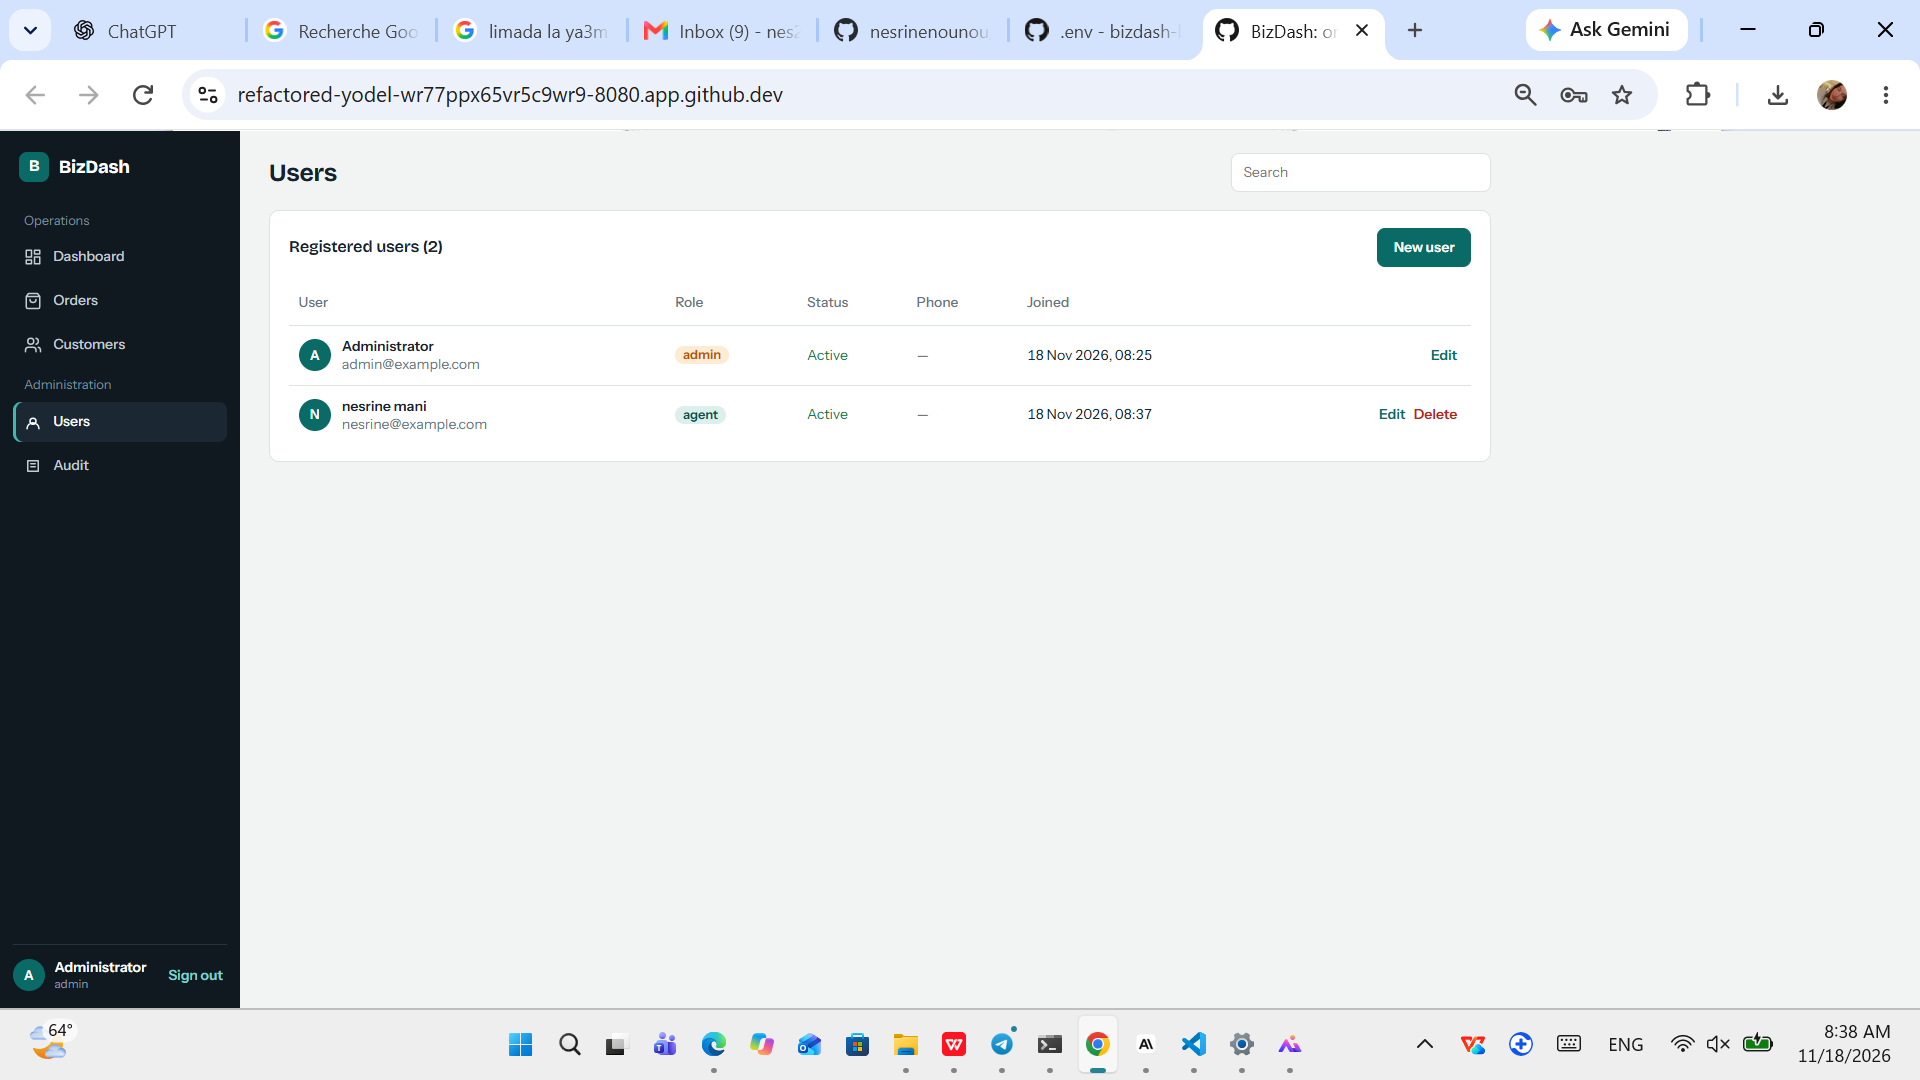 ChatGPT
Recherche Goo
limada la ya3m
Inbox (9) - nes2
nesrinenounou
.env - bizdash-
BizDash: or
Ask Gemini
refactored-yodel-wr77ppx65vr5c9wr9-8080.app.github.dev
B BizDash
Operations
Dashboard
Orders
Customers
Administration
Users
Audit
Users
Search
Registered users (2)
New user
User Role Status Phone Joined
A Administrator admin Active — 18 Nov 2026, 08:25 Edit
admin@example.com
N nesrine mani agent Active — 18 Nov 2026, 08:37 Edit Delete
nesrine@example.com
A Administrator
admin
Sign out
64°
ENG
8:38 AM
11/18/2026